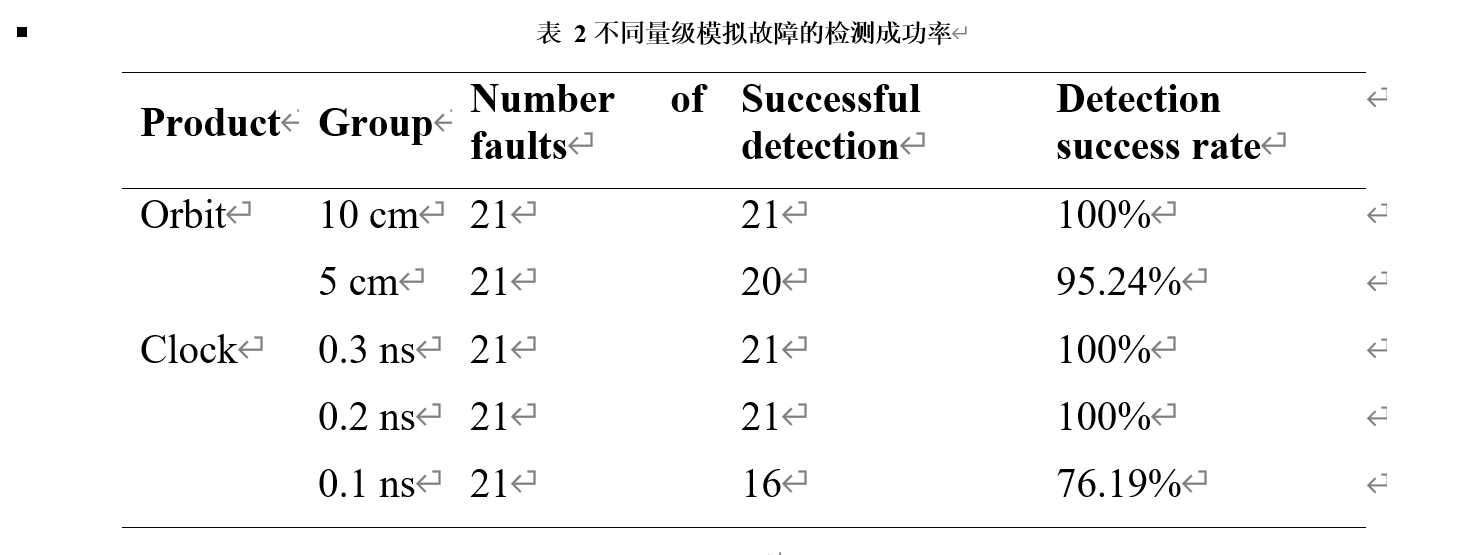 表 2 不同量级模拟故障的检测成功率
Product Group Number of faults Successful detection Detection success rate
Orbit 10 cm 21 21 100%
5 cm 21 20 95.24%
Clock 0.3 ns 21 21 100%
0.2 ns 21 21 100%
0.1 ns 21 16 76.19%